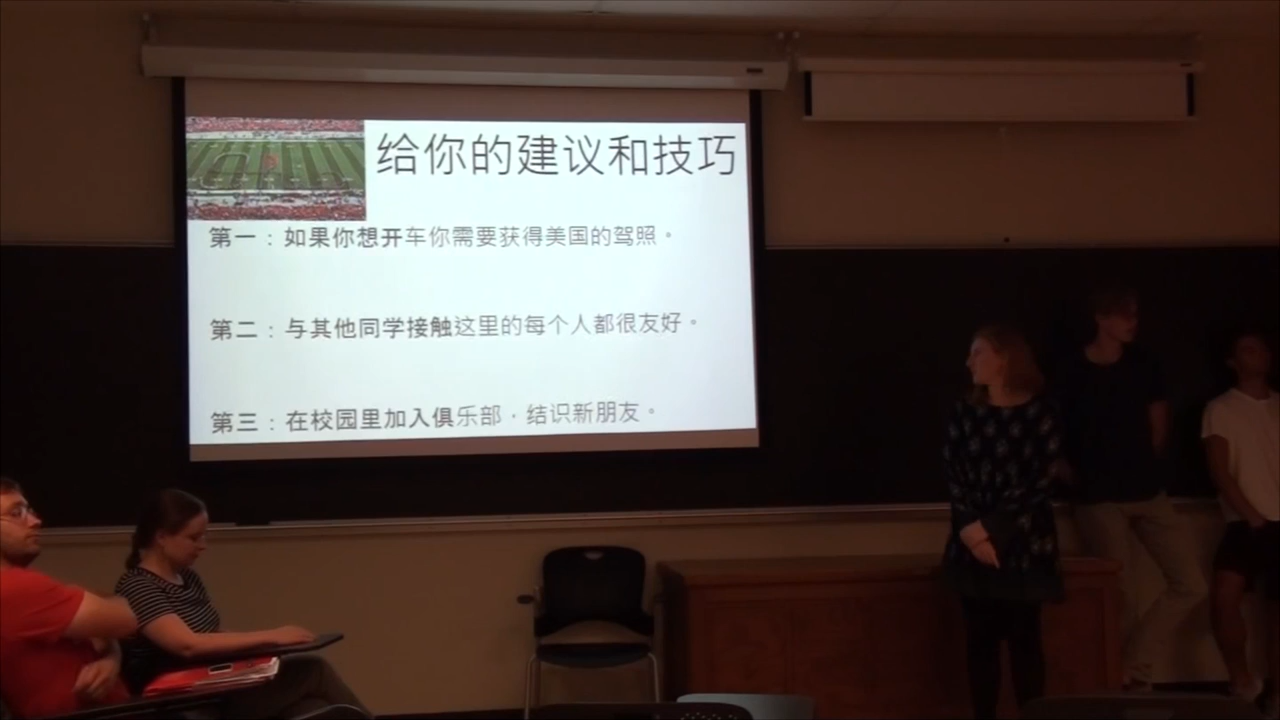 给你的建议和技巧
第一：如果你想开车你需要获得美国的驾照。
第二：与其他同学接触这里的每个人都很友好。
第三：在校园里加入俱乐部，结识新朋友。